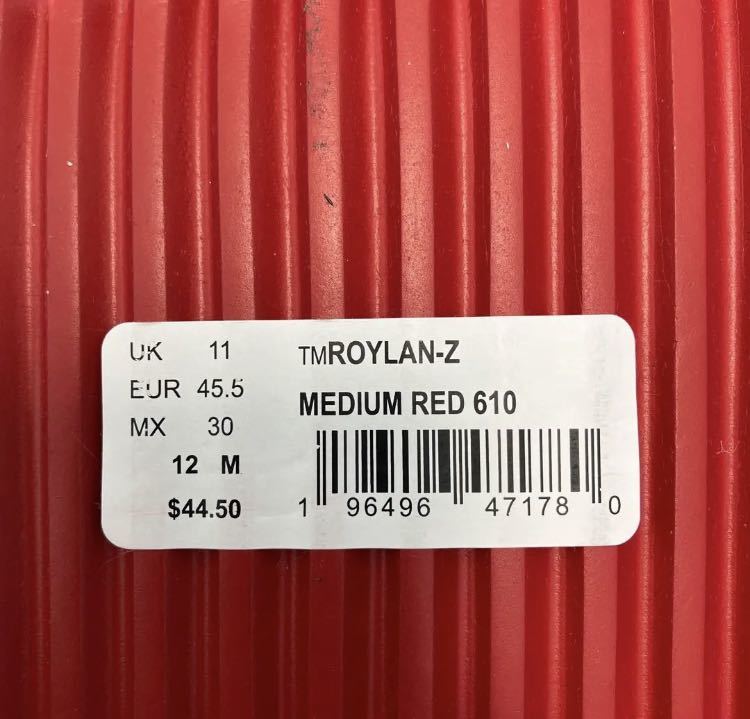 UK 11
EUR 45.5
MX 30
12 M
$44.50
TMROYLAN-Z
MEDIUM RED 610
1 96496 47178 0